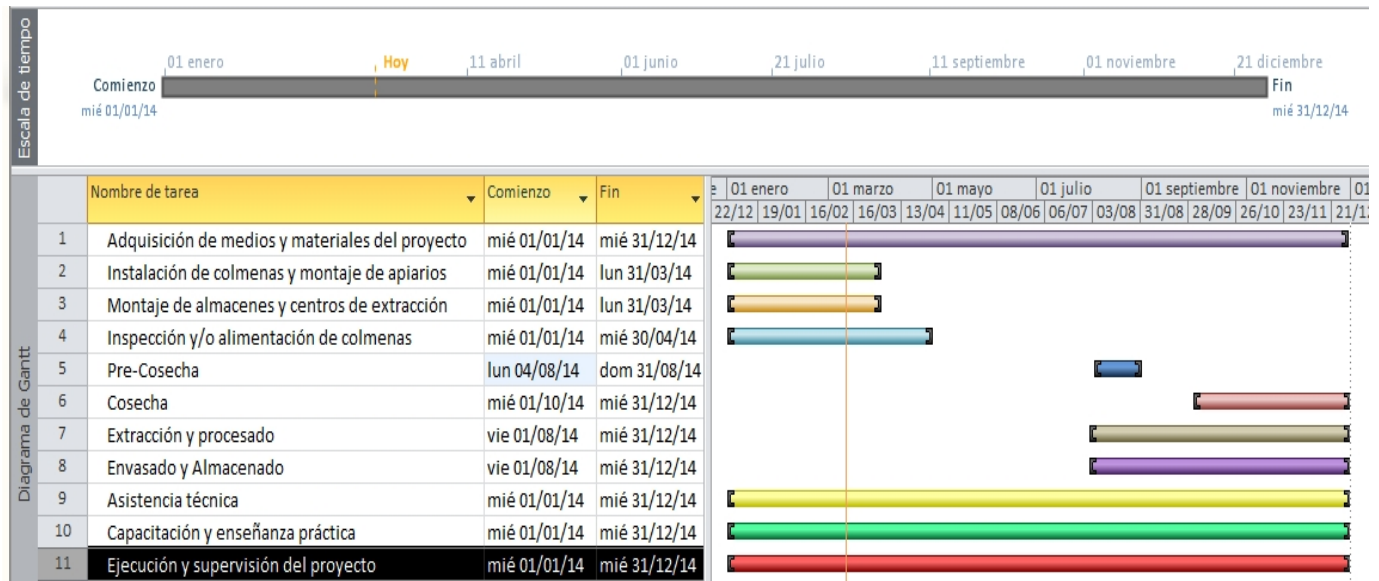 Escala de tiempo
01 enero Hoy 11 abril 01 junio 21 julio 11 septiembre 01 noviembre 21 diciembre
Comienzo Fin
mié 01/01/14 mié 31/12/14
Diagrama de Gantt
Nombre de tarea Comienzo Fin
01 enero 01 marzo 01 mayo 01 julio 01 septiembre 01 noviembre 01
22/12 19/01 16/02 16/03 13/04 11/05 08/06 06/07 03/08 31/08 28/09 26/10 23/11 21/1
1 Adquisición de medios y materiales del proyecto mié 01/01/14 mié 31/12/14
2 Instalación de colmenas y montaje de apiarios mié 01/01/14 lun 31/03/14
3 Montaje de almacenes y centros de extracción mié 01/01/14 lun 31/03/14
4 Inspección y/o alimentación de colmenas mié 01/01/14 mié 30/04/14
5 Pre-Cosecha lun 04/08/14 dom 31/08/14
6 Cosecha mié 01/10/14 mié 31/12/14
7 Extracción y procesado vie 01/08/14 mié 31/12/14
8 Envasado y Almacenado vie 01/08/14 mié 31/12/14
9 Asistencia técnica mié 01/01/14 mié 31/12/14
10 Capacitación y enseñanza práctica mié 01/01/14 mié 31/12/14
11 Ejecución y supervisión del proyecto mié 01/01/14 mié 31/12/14